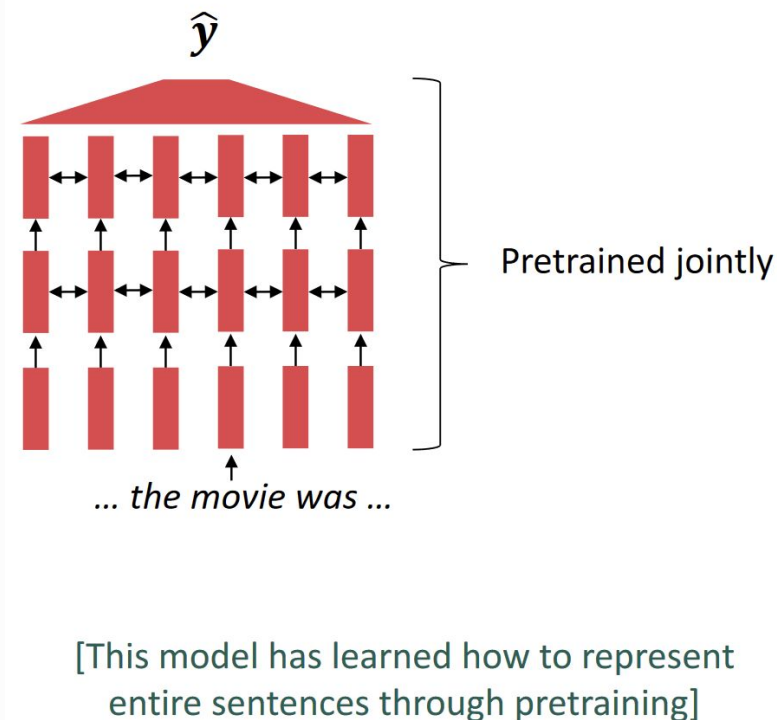 ŷ
Pretrained jointly
... the movie was ...
[This model has learned how to represent
entire sentences through pretraining]